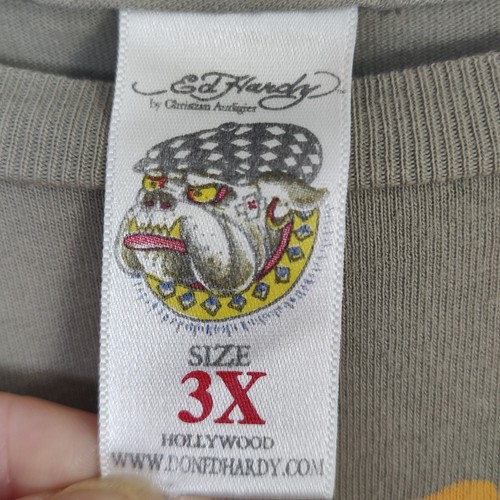 Ed Hardy
by Christian Audigier
SIZE
3X
HOLLYWOOD
WWW.DONEDHARDY.COM